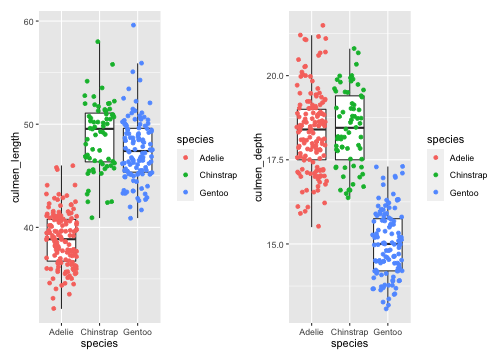 60
50
40
culmen_length
Adelie Chinstrap Gentoo
species
species
Adelie
Chinstrap
Gentoo
20.0
17.5
15.0
culmen_depth
Adelie Chinstrap Gentoo
species
species
Adelie
Chinstrap
Gentoo